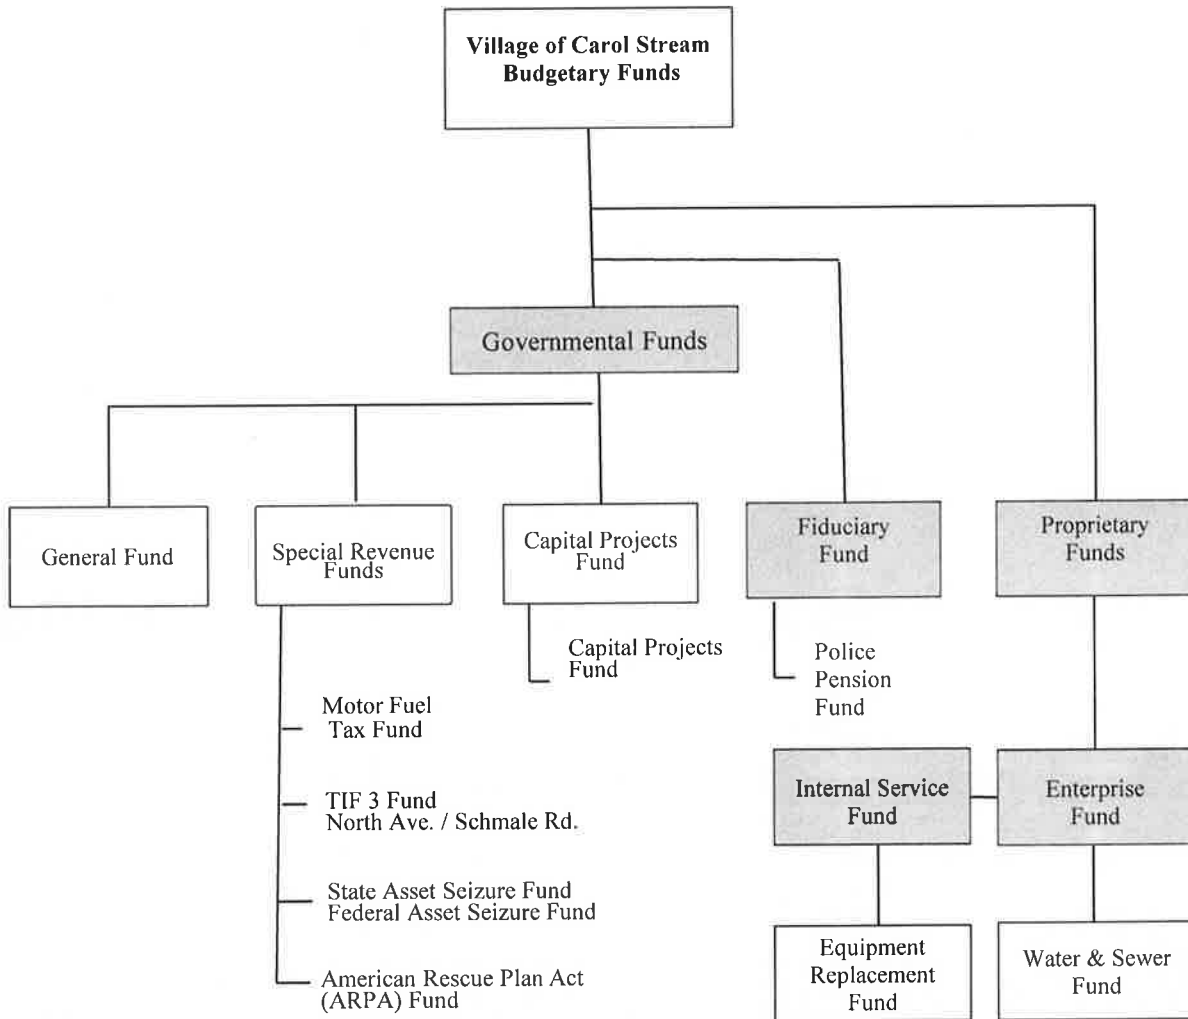 Village of Carol Stream
Budgetary Funds
Governmental Funds
General Fund
Special Revenue
Funds
Capital Projects
Fund
Fiduciary
Fund
Proprietary
Funds
Capital Projects
Fund
Police
Pension
Fund
Motor Fuel
Tax Fund
TIF 3 Fund
North Ave. / Schmale Rd.
State Asset Seizure Fund
Federal Asset Seizure Fund
American Rescue Plan Act
(ARPA) Fund
Internal Service
Fund
Enterprise
Fund
Equipment
Replacement
Fund
Water & Sewer
Fund